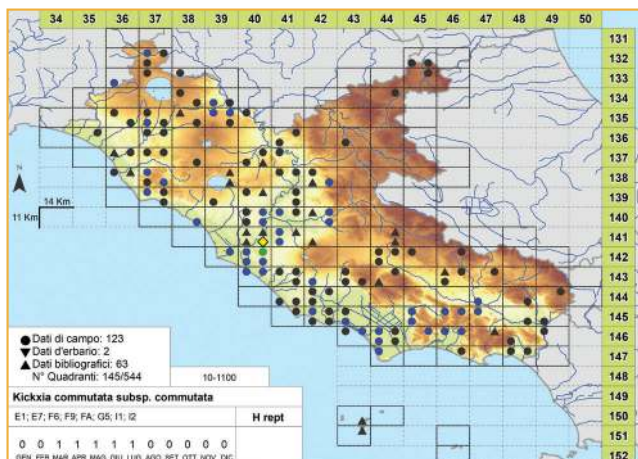 34 35 36 37 38 39 40 41 42 43 44 45 46 47 48 49 50
131
132
133
134
135
136
137
138
139
140
141
142
143
144
145
146
147
148
149
150
151
152
14 Km
11 Km
Dati di campo: 123
Dati d'erbario: 2
Dati bibliografici: 63
N° Quadranti: 145/544
10-1100
Kickxia commutata subsp. commutata
E1; E7; F6; F9; FA; G5; I1; I2
H rept
0 0 1 1 1 1 1 0 0 0 0 0
GEN FEB MAR APR MAG GIU LUG AGO SET OTT NOV DIC